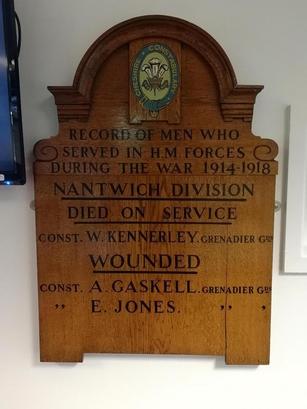 CHESHIRE CONSTABULARY
RECORD OF MEN WHO
SERVED IN H.M. FORCES
DURING THE WAR 1914-1918
NANTWICH DIVISION
DIED ON SERVICE
CONST. W. KENNERLEY. GRENADIER GDS
WOUNDED
CONST. A. GASKELL. GRENADIER GDS
,, E. JONES. ,, ,,